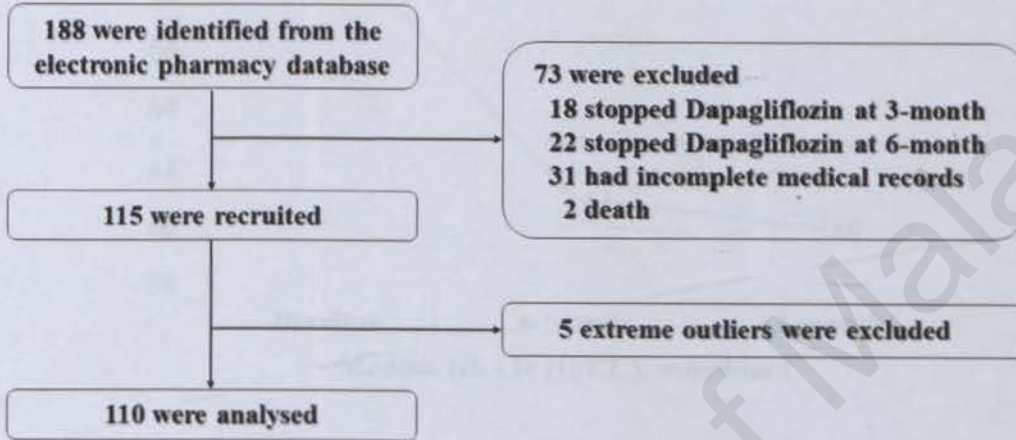 188 were identified from the
electronic pharmacy database
73 were excluded
18 stopped Dapagliflozin at 3-month
22 stopped Dapagliflozin at 6-month
31 had incomplete medical records
2 death
115 were recruited
5 extreme outliers were excluded
110 were analysed
of Mala